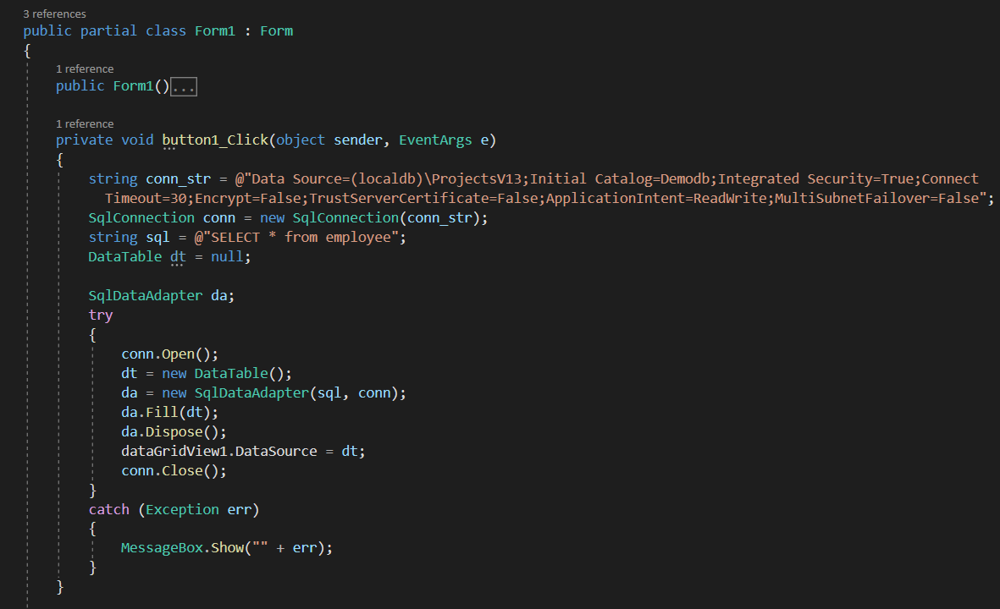 3 references
public partial class Form1 : Form
{
1 reference
public Form1()...
1 reference
private void button1_Click(object sender, EventArgs e)
{
string conn_str = @"Data Source=(localdb)\ProjectsV13;Initial Catalog=Demodb;Integrated Security=True;Connect
Timeout=30;Encrypt=False;TrustServerCertificate=False;ApplicationIntent=ReadWrite;MultiSubnetFailover=False";
SqlConnection conn = new SqlConnection(conn_str);
string sql = @"SELECT * from employee";
DataTable dt = null;
SqlDataAdapter da;
try
{
conn.Open();
dt = new DataTable();
da = new SqlDataAdapter(sql, conn);
da.Fill(dt);
da.Dispose();
dataGridView1.DataSource = dt;
conn.Close();
}
catch (Exception err)
{
MessageBox.Show("" + err);
}
}